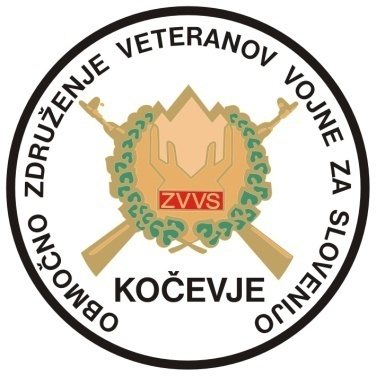 OBMOČNO ZDRUŽENJE VETERANOV VOJNE ZA SLOVENIJO
ZVVS
KOČEVJE